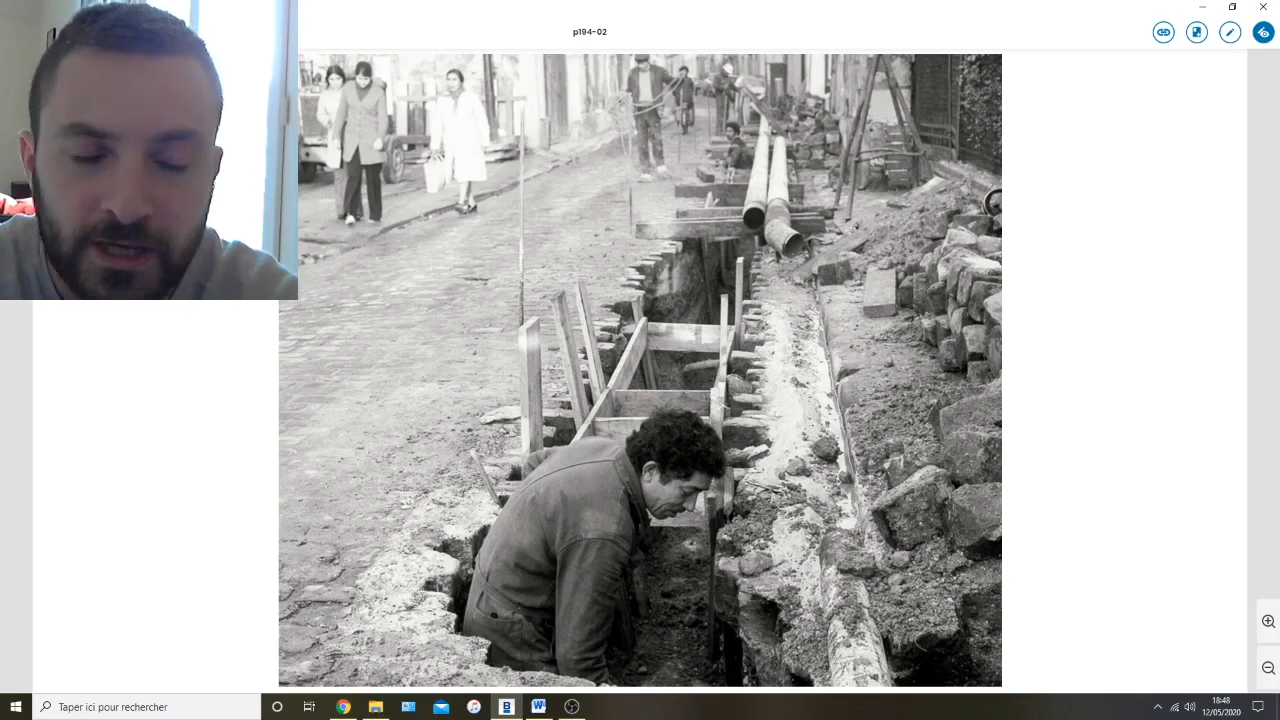 p194-02
Taper ici pour rechercher
B
W
18:48
12/05/2020